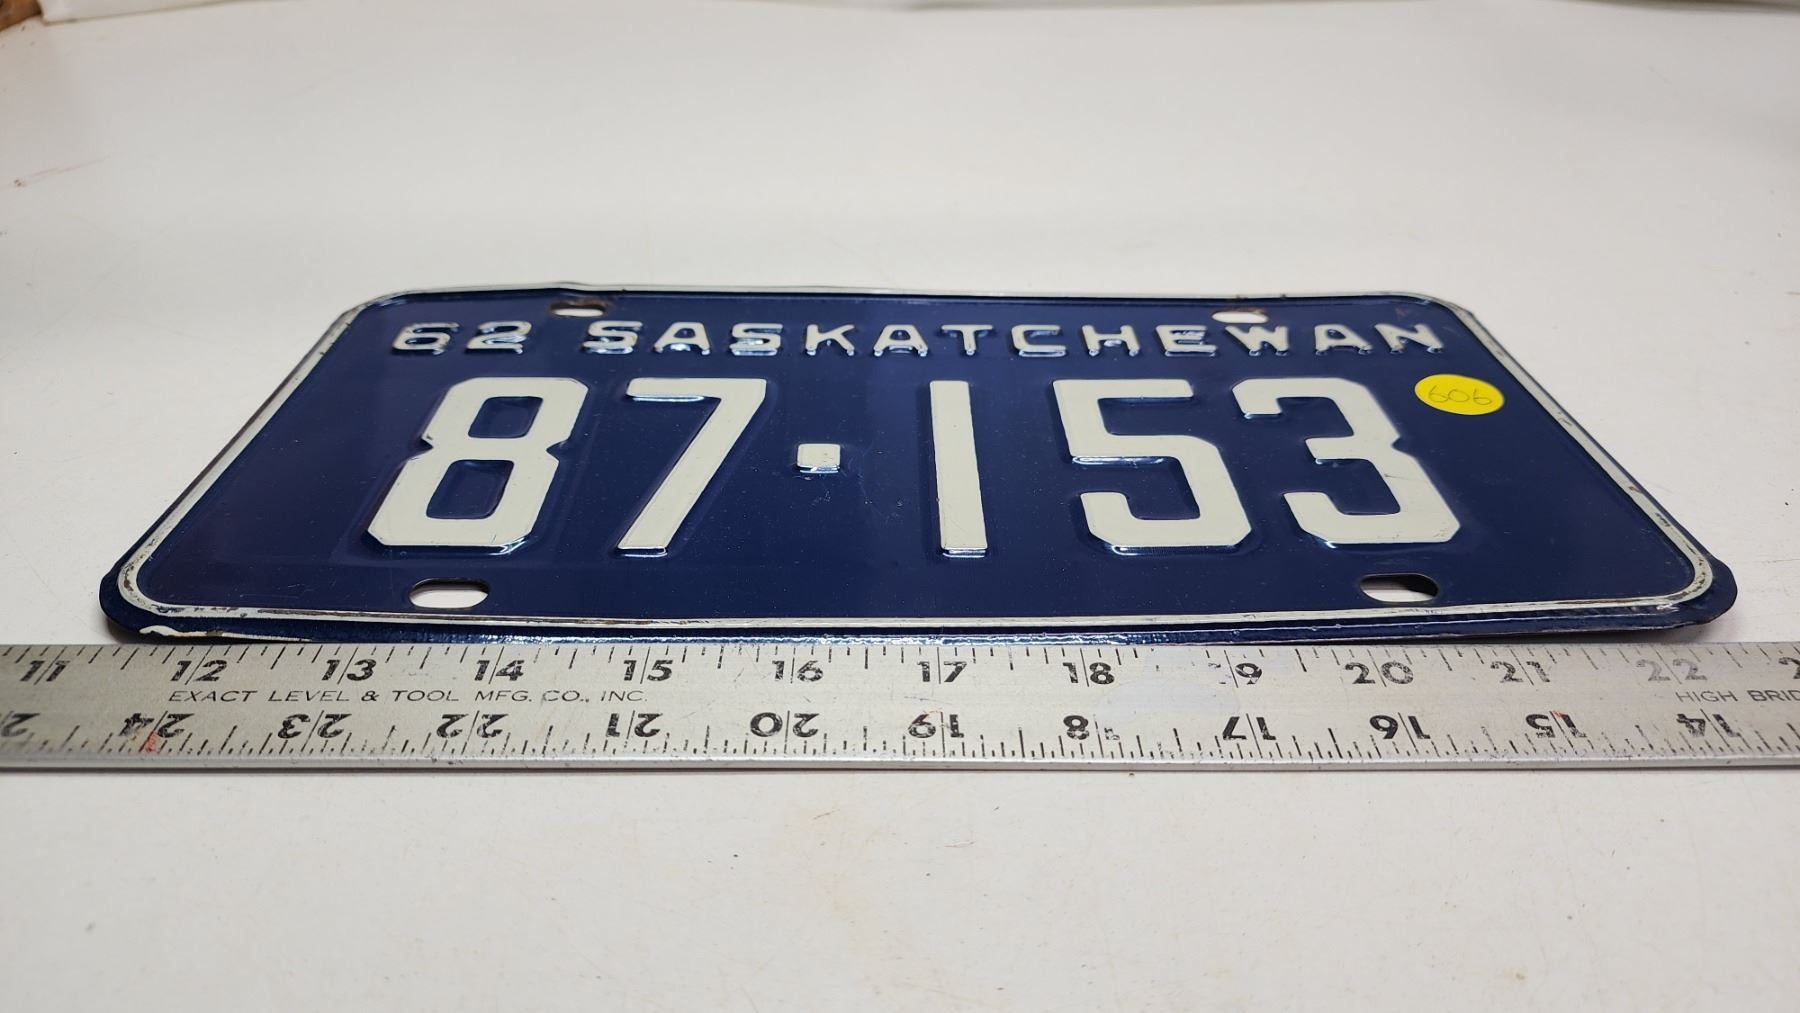 62 SASKATCHEWAN
87·153
606
11 12 13 14 15 16 17 18 19 20 21 22
EXACT LEVEL & TOOL MFG. CO., INC. HIGH BRID
24 23 22 21 20 19 18 17 16 15 14